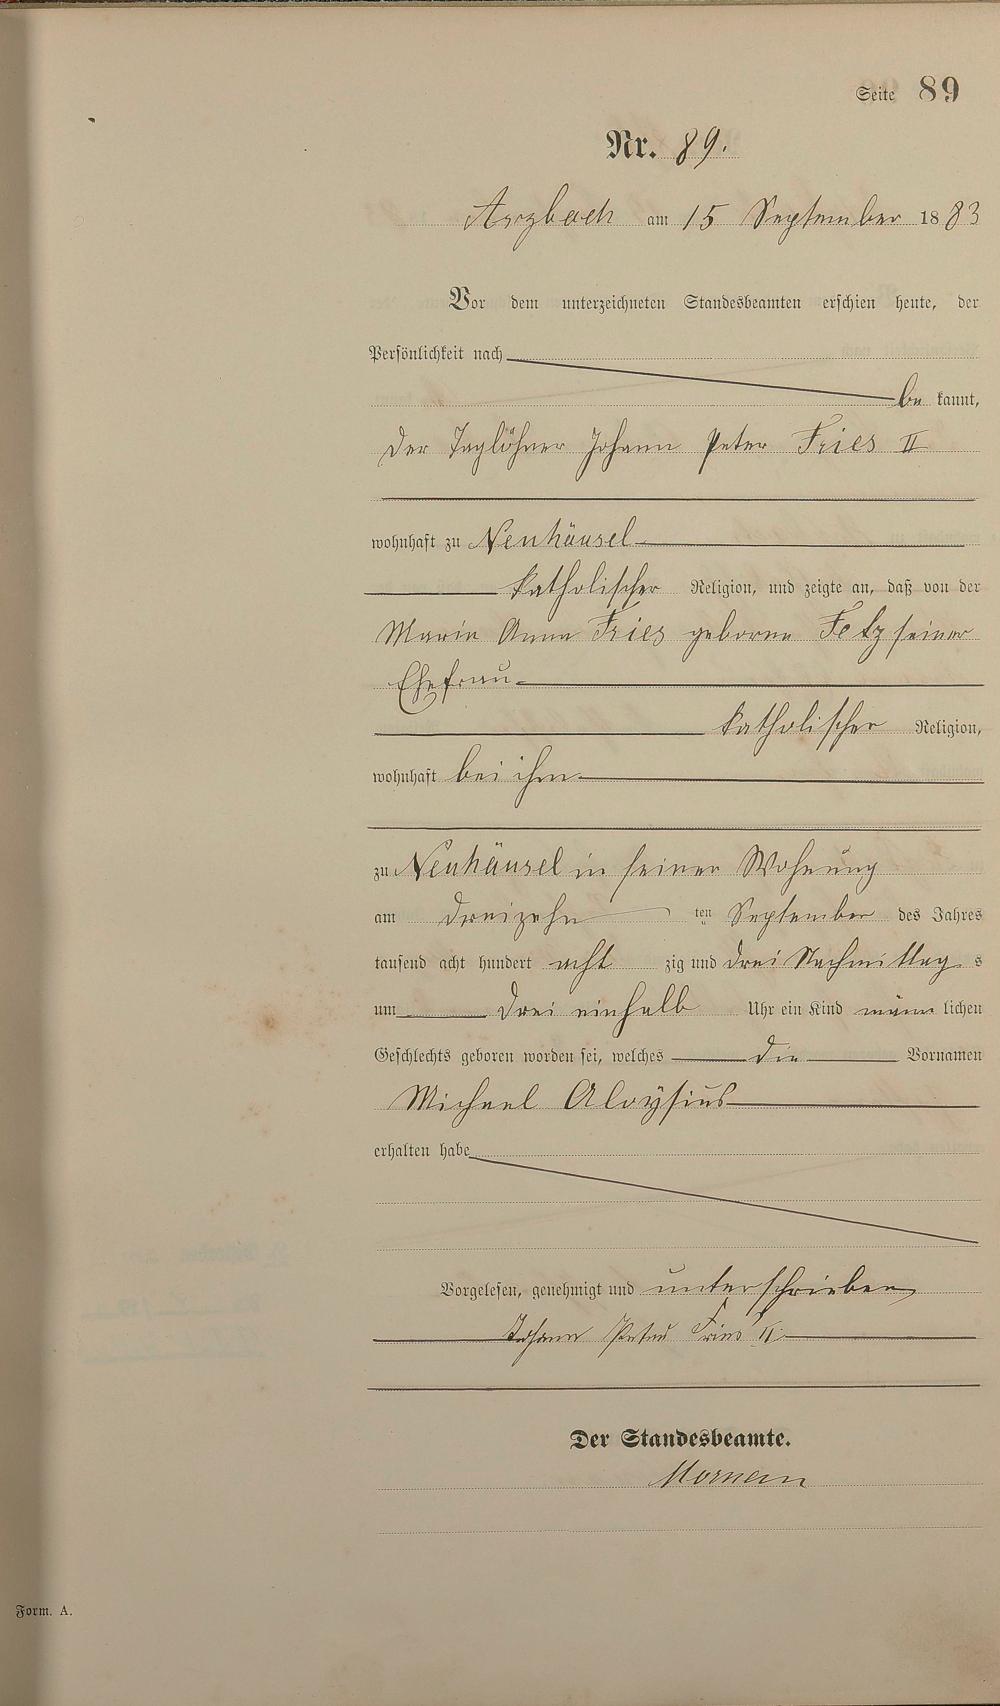 Seite 89
Nr. 89.
Arzbach am 15 September 1883
Vor dem unterzeichneten Standesbeamten erschien heute, der
Persönlichkeit nach
be kannt,
der Taglöhner Johann Peter Fries II
wohnhaft zu Neuhäusel
katholischer Religion, und zeigte an, daß von der
Maria Anna Fries geborne Fetz seiner
Ehefrau
katholischer Religion,
wohnhaft bei ihm
zu Neuhäusel in seiner Wohnung
am dreizehn ten September des Jahres
tausend acht hundert acht zig und drei Nachmittag s
um drei einhalb Uhr ein Kind männ lichen
Geschlechts geboren worden sei, welches die Vornamen
Michael Aloÿsius
erhalten habe
Vorgelesen, genehmigt und unterschrieben
Johann Peter Fries II.
Der Standesbeamte.
Form. A.